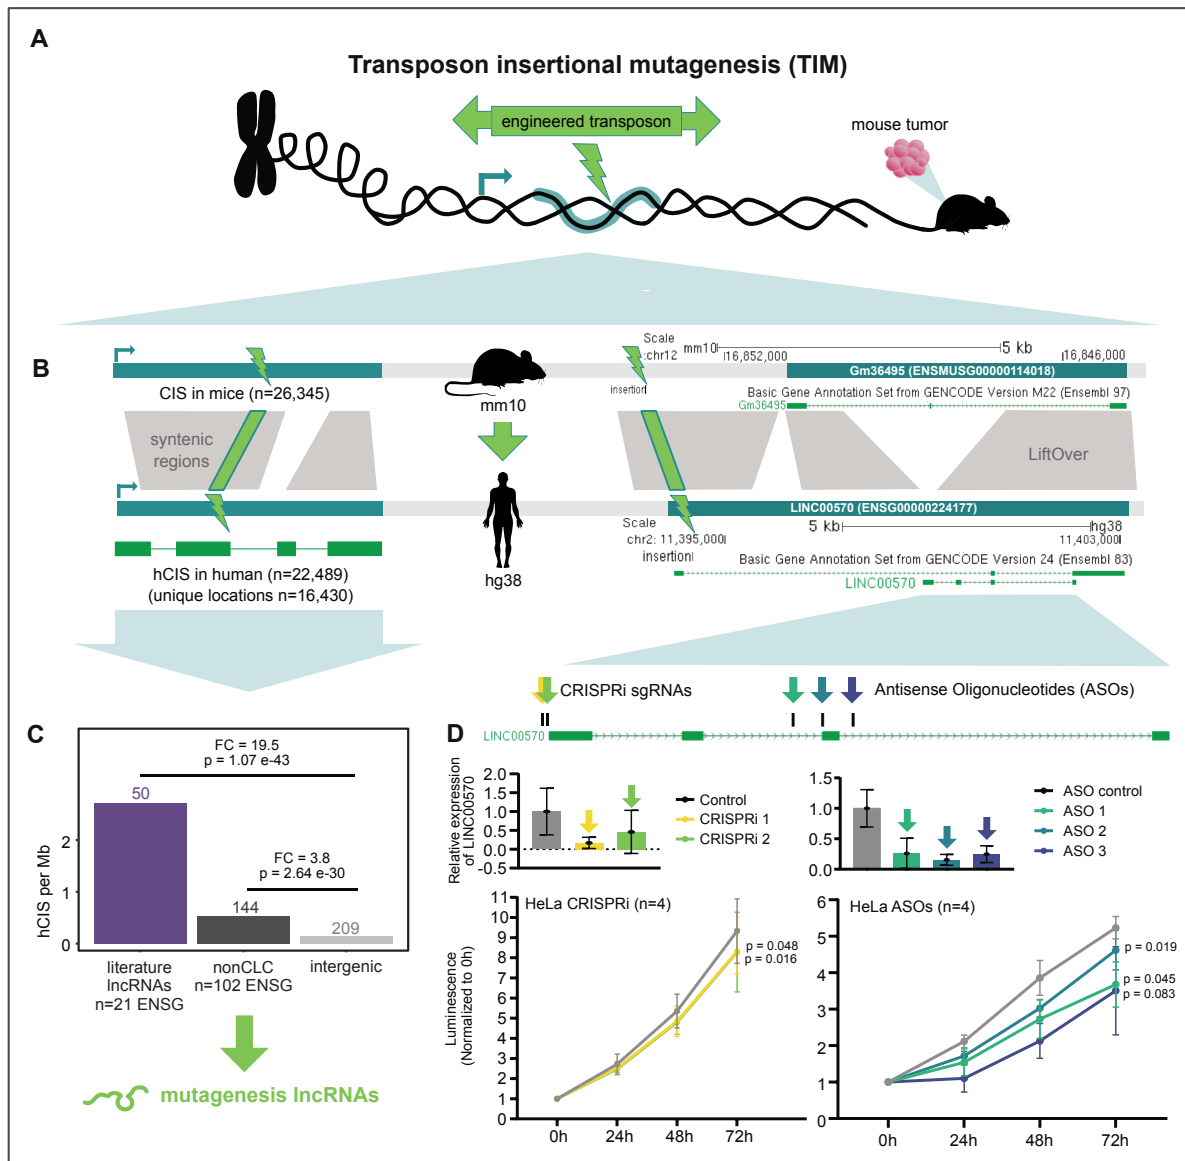 A
Transposon insertional mutagenesis (TIM)
engineered transposon
mouse tumor
B
CIS in mice (n=26,345)
mm10
syntenic
regions
hg38
hCIS in human (n=22,489)
(unique locations n=16,430)
Scale
:chr12
mm10
5 kb
16,852,000
16,846,000
insertion
Gm36495 (ENSMUSG00000114018)
Basic Gene Annotation Set from GENCODE Version M22 (Ensembl 97)
Gm36495
LiftOver
LINC00570 (ENSG00000224177)
Scale
5 kb
hg38
chr2: 11,395,000
11,403,000
insertion
Basic Gene Annotation Set from GENCODE Version 24 (Ensembl 83)
LINC00570
CRISPRi sgRNAs
Antisense Oligonucleotides (ASOs)
C
FC = 19.5
p = 1.07 e-43
50
FC = 3.8
p = 2.64 e-30
144
209
hCIS per Mb
2
1
0
literature
lncRNAs
n=21 ENSG
nonCLC
n=102 ENSG
intergenic
mutagenesis lncRNAs
D
LINC00570
Relative expression
of LINC00570
2.0
1.5
1.0
0.5
0.0
-0.5
Control
CRISPRi 1
CRISPRi 2
1.5
1.0
0.5
0.0
ASO control
ASO 1
ASO 2
ASO 3
Luminescence
(Normalized to 0h)
HeLa CRISPRi (n=4)
11
10
9
8
7
6
5
4
3
2
1
0
p = 0.048
p = 0.016
0h
24h
48h
72h
HeLa ASOs (n=4)
6
5
4
3
2
1
0
p = 0.019
p = 0.045
p = 0.083
0h
24h
48h
72h